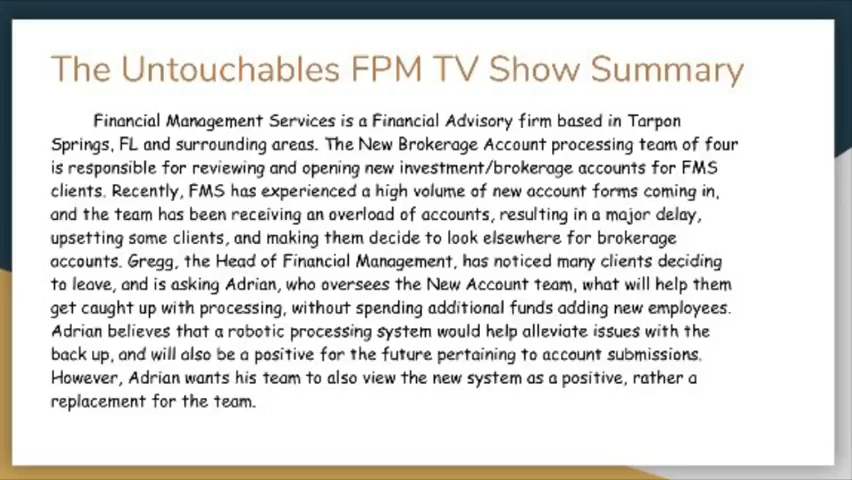 The Untouchables FPM TV Show Summary
Financial Management Services is a Financial Advisory firm based in Tarpon
Springs, FL and surrounding areas. The New Brokerage Account processing team of four
is responsible for reviewing and opening new investment/brokerage accounts for FMS
clients. Recently, FMS has experienced a high volume of new account forms coming in,
and the team has been receiving an overload of accounts, resulting in a major delay,
upsetting some clients, and making them decide to look elsewhere for brokerage
accounts. Gregg, the Head of Financial Management, has noticed many clients deciding
to leave, and is asking Adrian, who oversees the New Account team, what will help them
get caught up with processing, without spending additional funds adding new employees.
Adrian believes that a robotic processing system would help alleviate issues with the
back up, and will also be a positive for the future pertaining to account submissions.
However, Adrian wants his team to also view the new system as a positive, rather a
replacement for the team.